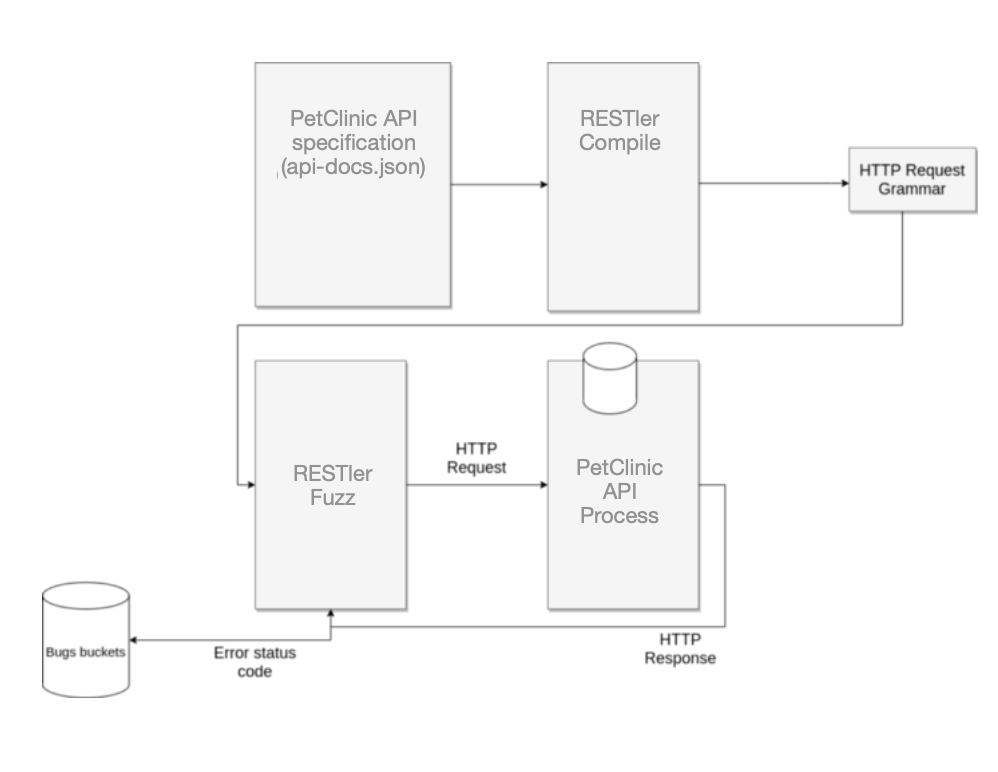 PetClinic API
specification
(api-docs.json)
RESTler
Compile
HTTP Request
Grammar
RESTler
Fuzz
HTTP
Request
PetClinic
API
Process
Bugs buckets
Error status
code
HTTP
Response